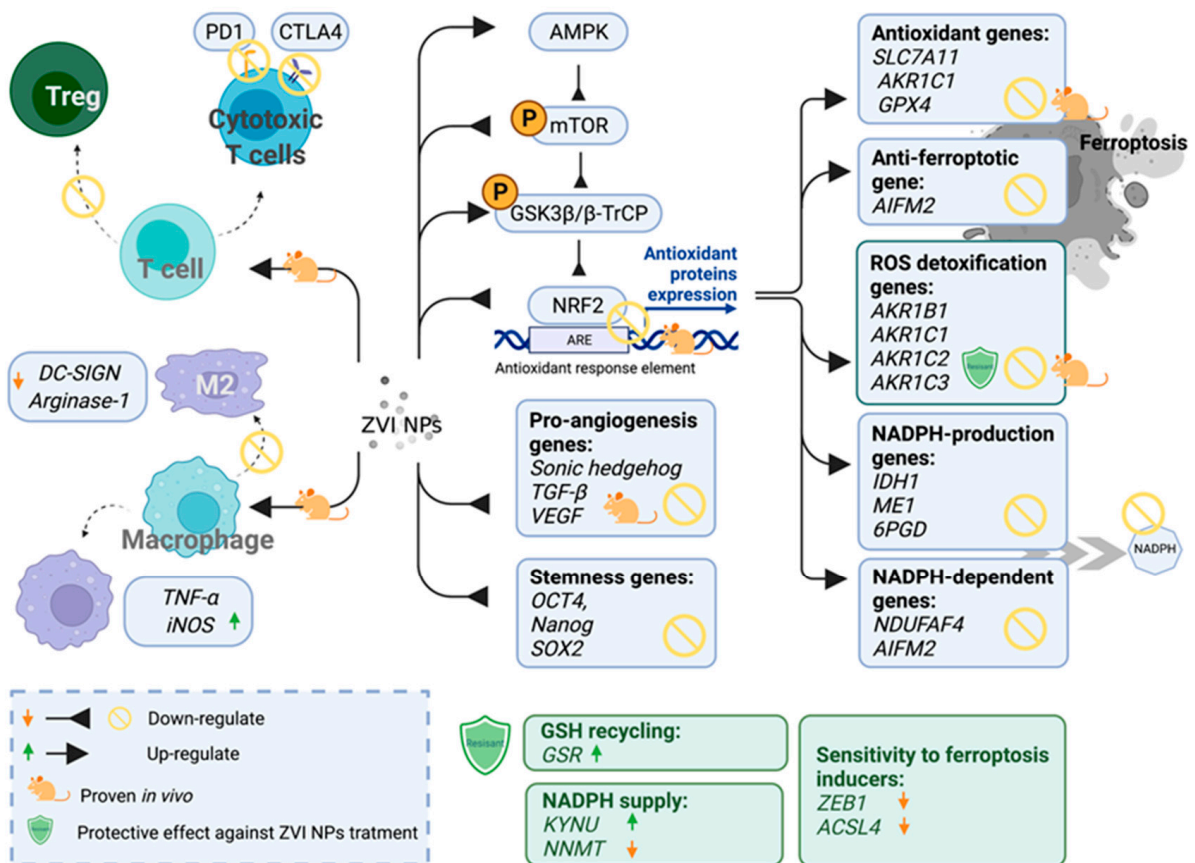 PD1
CTLA4
Treg
Cytotoxic
T cells
T cell
DC-SIGN
Arginase-1
M2
Macrophage
TNF-α
iNOS
ZVI NPs
AMPK
P
mTOR
P
GSK3β/β-TrCP
NRF2
ARE
Antioxidant response element
Antioxidant
proteins
expression
Pro-angiogenesis
genes:
Sonic hedgehog
TGF-β
VEGF
Stemness genes:
OCT4,
Nanog
SOX2
Antioxidant genes:
SLC7A11
AKR1C1
GPX4
Ferroptosis
Anti-ferroptotic
gene:
AIFM2
ROS detoxification
genes:
AKR1B1
AKR1C1
AKR1C2
AKR1C3
Resisant
NADPH-production
genes:
IDH1
ME1
6PGD
NADPH
NADPH-dependent
genes:
NDUFAF4
AIFM2
Down-regulate
Up-regulate
Proven in vivo
Resisant
Protective effect against ZVI NPs tratment
Resisant
GSH recycling:
GSR
NADPH supply:
KYNU
NNMT
Sensitivity to ferroptosis
inducers:
ZEB1
ACSL4